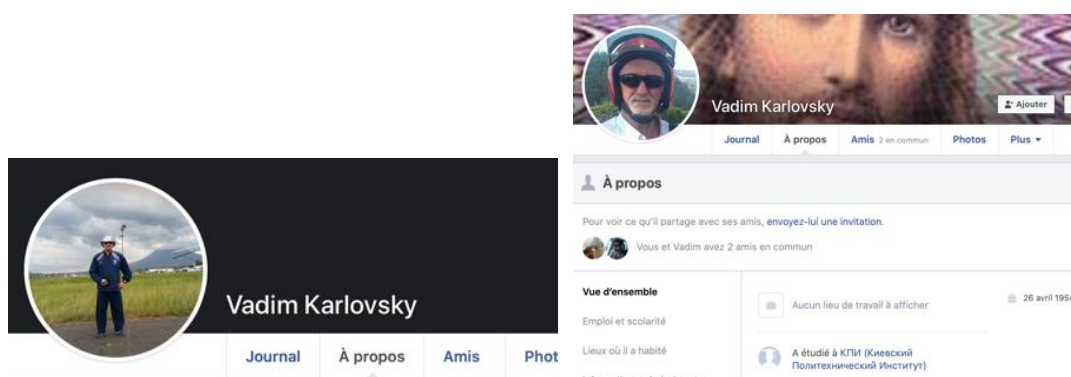 Vadim Karlovsky
Journal À propos Amis Phot
Vadim Karlovsky
Ajouter
Journal À propos Amis 2 en commun Photos Plus
À propos
Pour voir ce qu'il partage avec ses amis, envoyez-lui une invitation.
Vous et Vadim avez 2 amis en commun
Vue d'ensemble
Emploi et scolarité
Lieux où il a habité
Aucun lieu de travail à afficher
26 avril 1954
A étudié à КПИ (Киевский
Политехнический Институт)